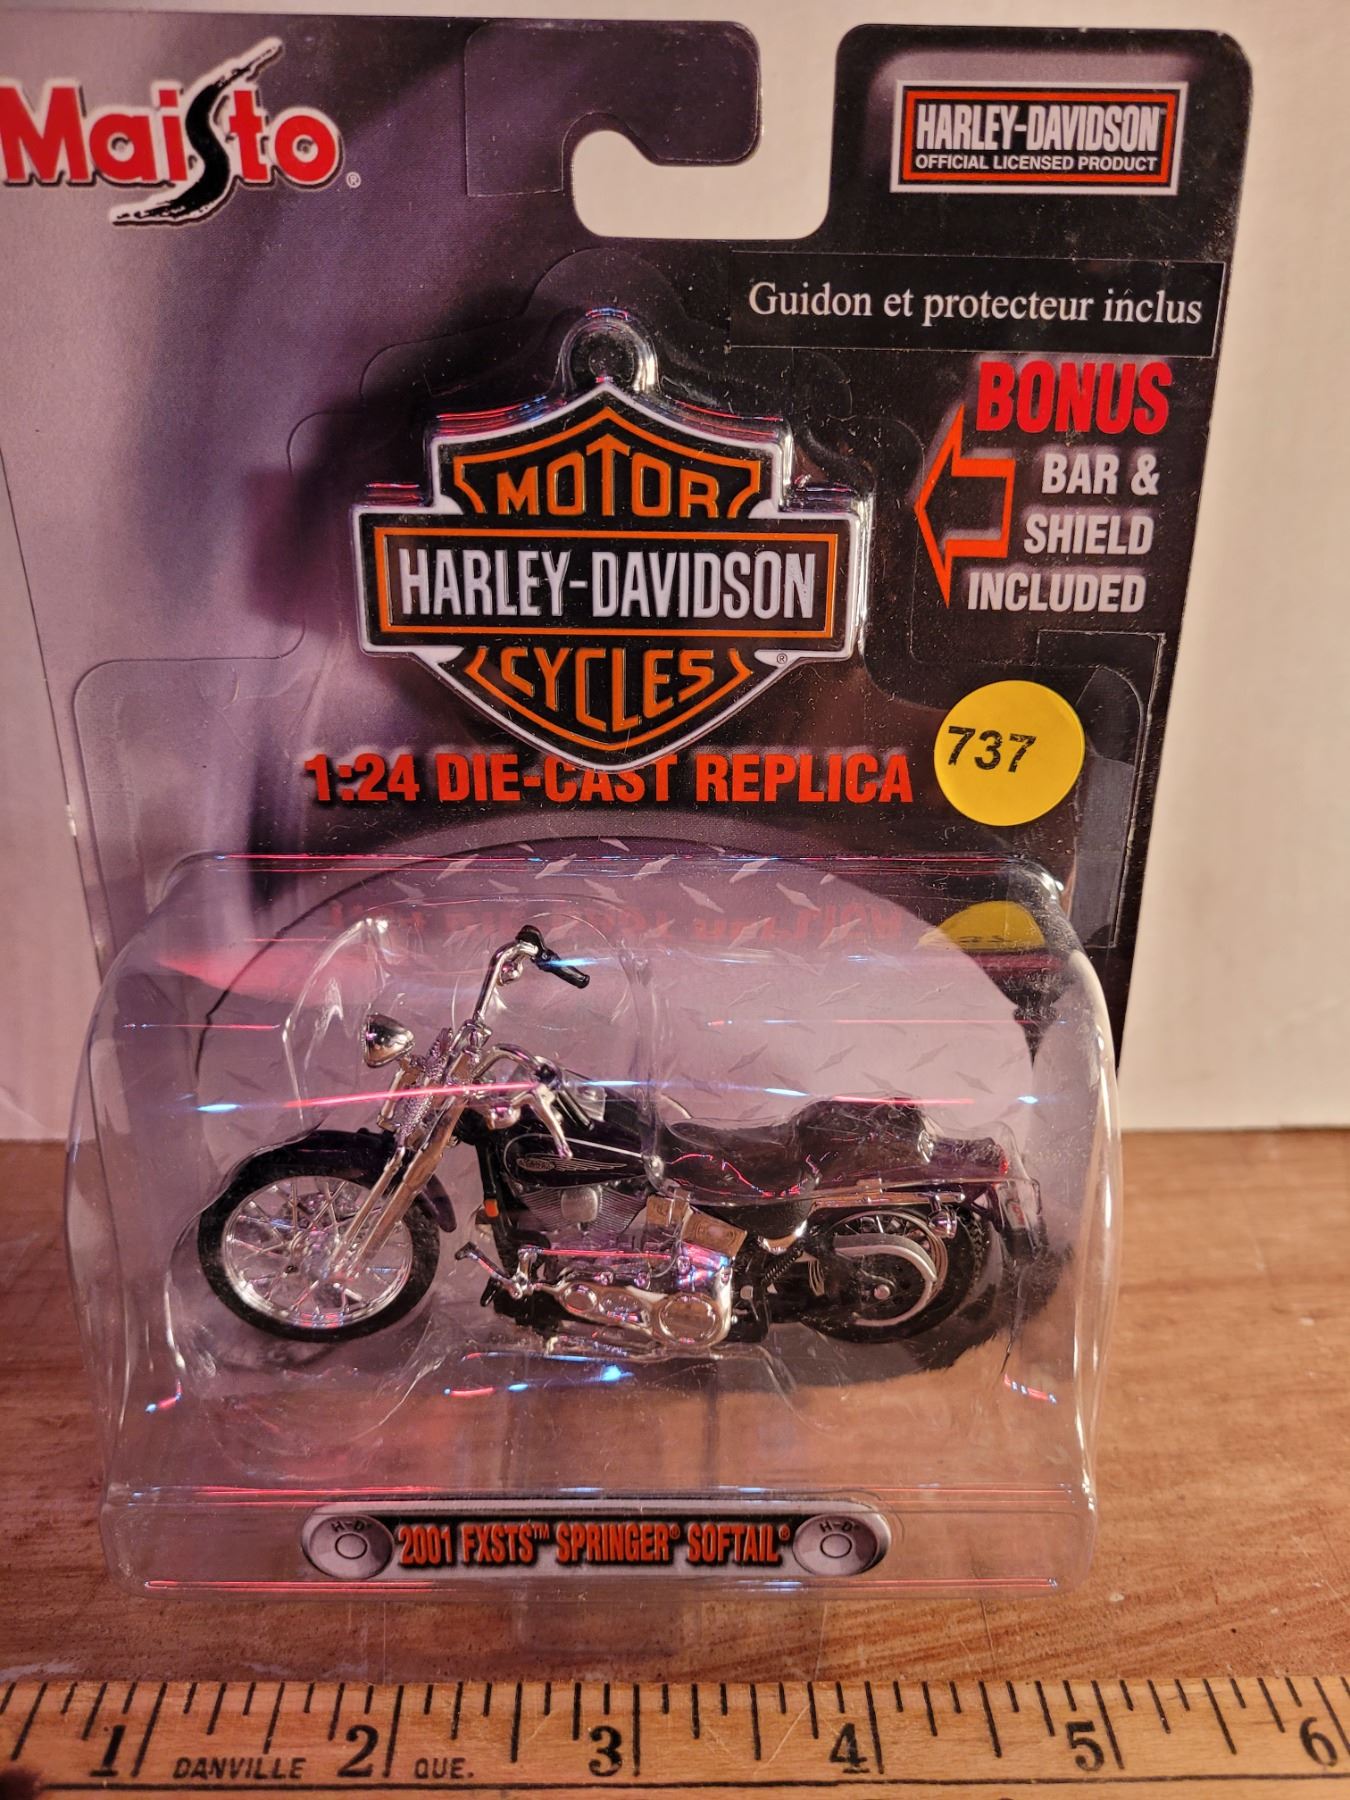 Maisto®
HARLEY-DAVIDSON
OFFICIAL LICENSED PRODUCT
Guidon et protecteur inclus
BONUS
BAR &
SHIELD
INCLUDED
MOTOR
HARLEY-DAVIDSON
CYCLES ®
1:24 DIE-CAST REPLICA
737
H-D® 2001 FXSTS™ SPRINGER® SOFTAIL® H-D®
1 2 3 4 5 6
DANVILLE QUE.